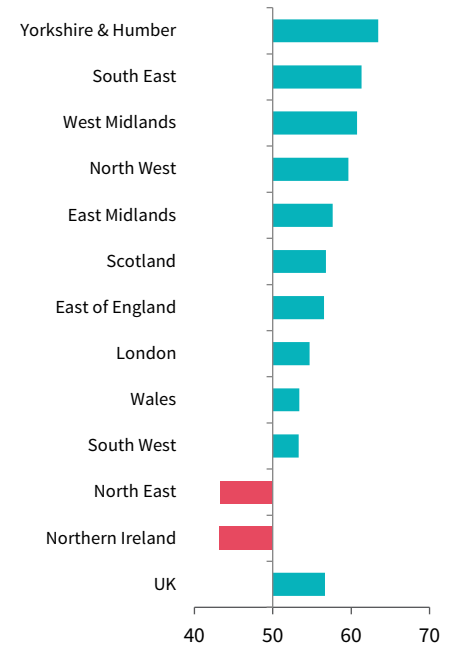 Yorkshire & Humber
South East
West Midlands
North West
East Midlands
Scotland
East of England
London
Wales
South West
North East
Northern Ireland
UK
40 50 60 70